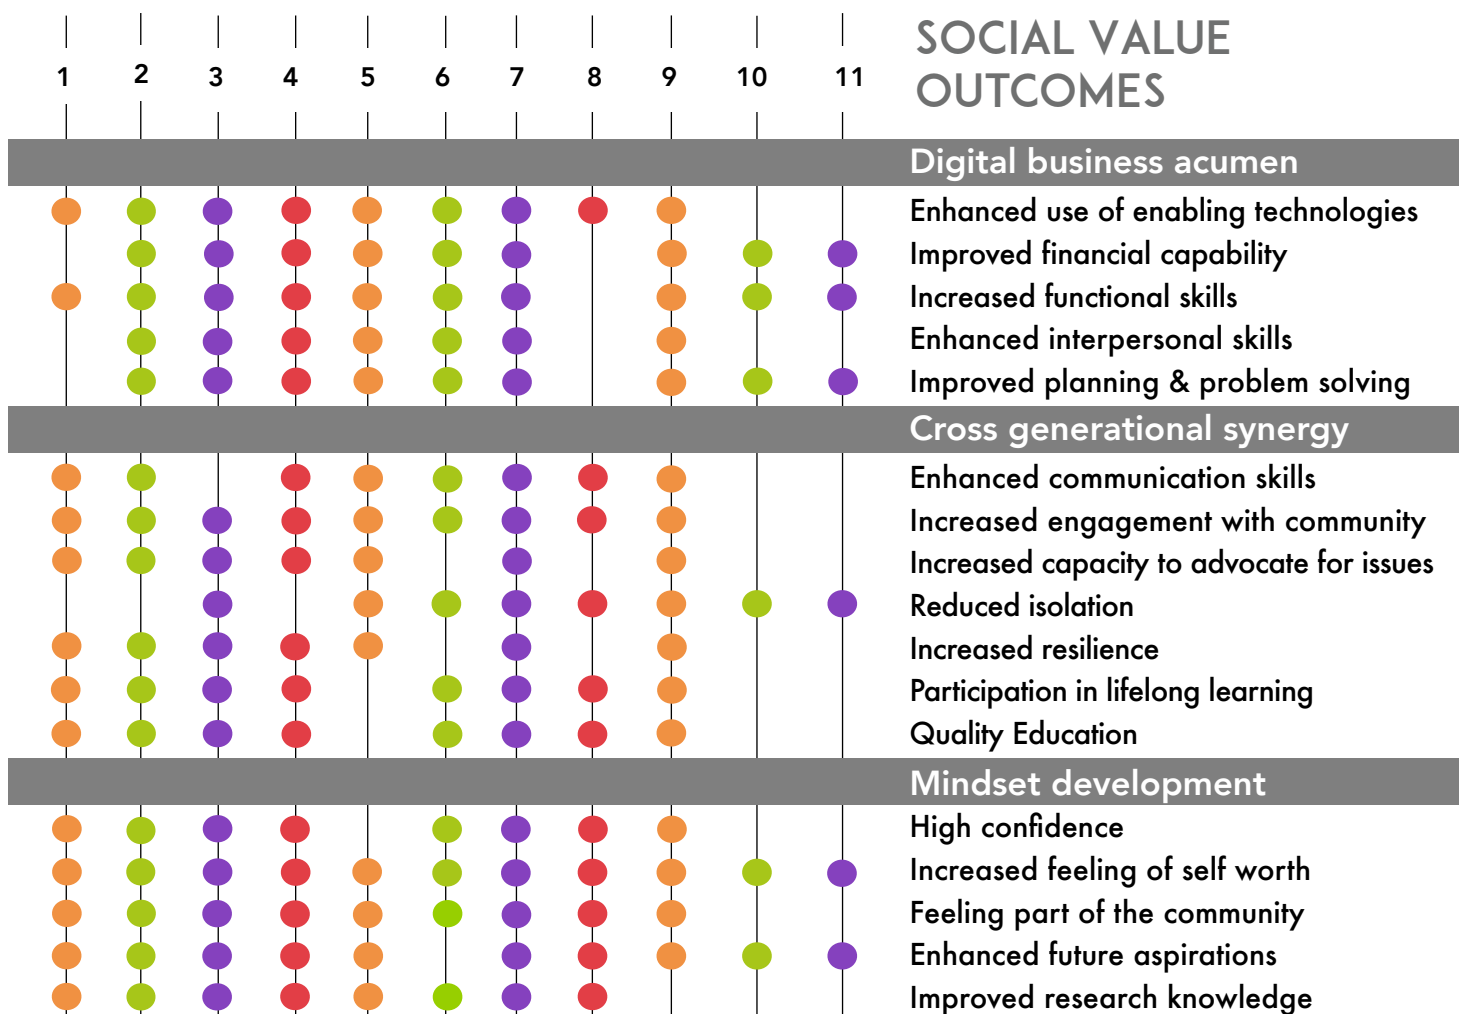 SOCIAL VALUE
OUTCOMES
1 2 3 4 5 6 7 8 9 10 11
Digital business acumen
Enhanced use of enabling technologies
Improved financial capability
Increased functional skills
Enhanced interpersonal skills
Improved planning & problem solving
Cross generational synergy
Enhanced communication skills
Increased engagement with community
Increased capacity to advocate for issues
Reduced isolation
Increased resilience
Participation in lifelong learning
Quality Education
Mindset development
High confidence
Increased feeling of self worth
Feeling part of the community
Enhanced future aspirations
Improved research knowledge